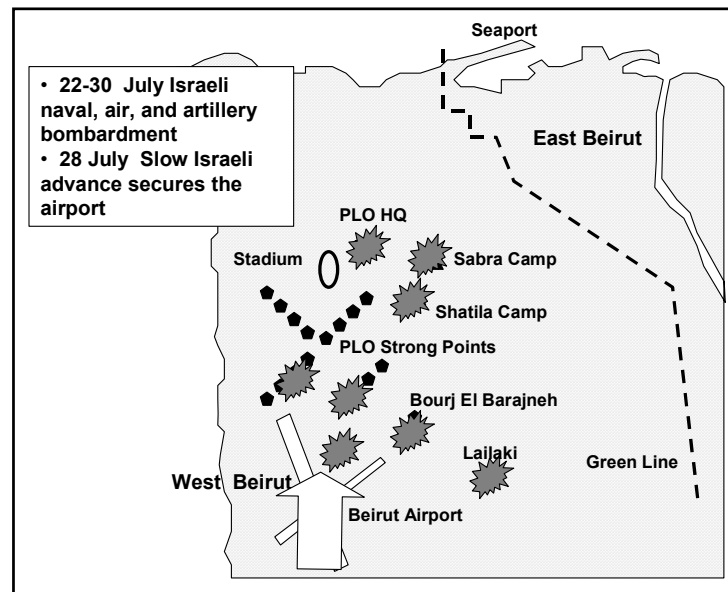 Seaport
• 22-30 July Israeli
naval, air, and artillery
bombardment
• 28 July Slow Israeli
advance secures the
airport
East Beirut
PLO HQ
Stadium
Sabra Camp
Shatila Camp
PLO Strong Points
Bourj El Barajneh
Lailaki
Green Line
West Beirut
Beirut Airport